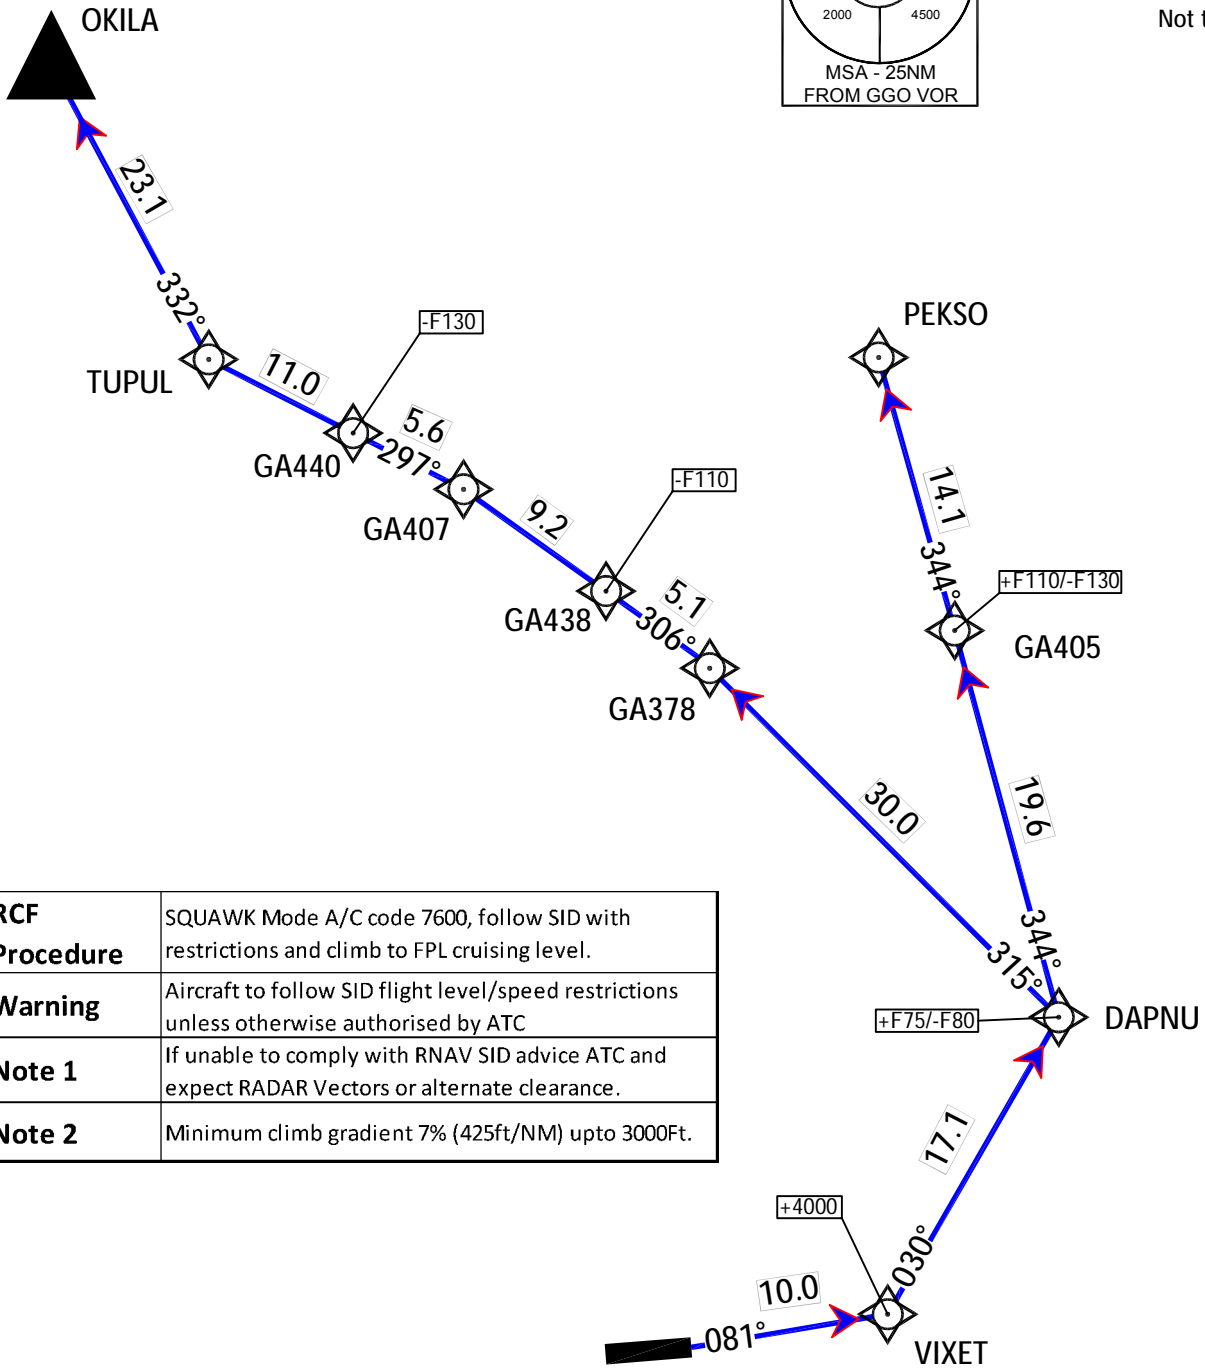 OKILA
2000
4500
Not t
MSA - 25NM
FROM GGO VOR
23.1
332°
TUPUL
11.0
-F130
GA440
5.6
297°
GA407
9.2
-F110
GA438
5.1
306°
GA378
PEKSO
14.1
344°
+F110/-F130
GA405
19.6
344°
30.0
315°
+F75/-F80
DAPNU
RCF
Procedure
SQUAWK Mode A/C code 7600, follow SID with
restrictions and climb to FPL cruising level.
Warning
Aircraft to follow SID flight level/speed restrictions
unless otherwise authorised by ATC
Note 1
If unable to comply with RNAV SID advice ATC and
expect RADAR Vectors or alternate clearance.
Note 2
Minimum climb gradient 7% (425ft/NM) upto 3000Ft.
17.1
030°
+4000
10.0
081°
VIXET